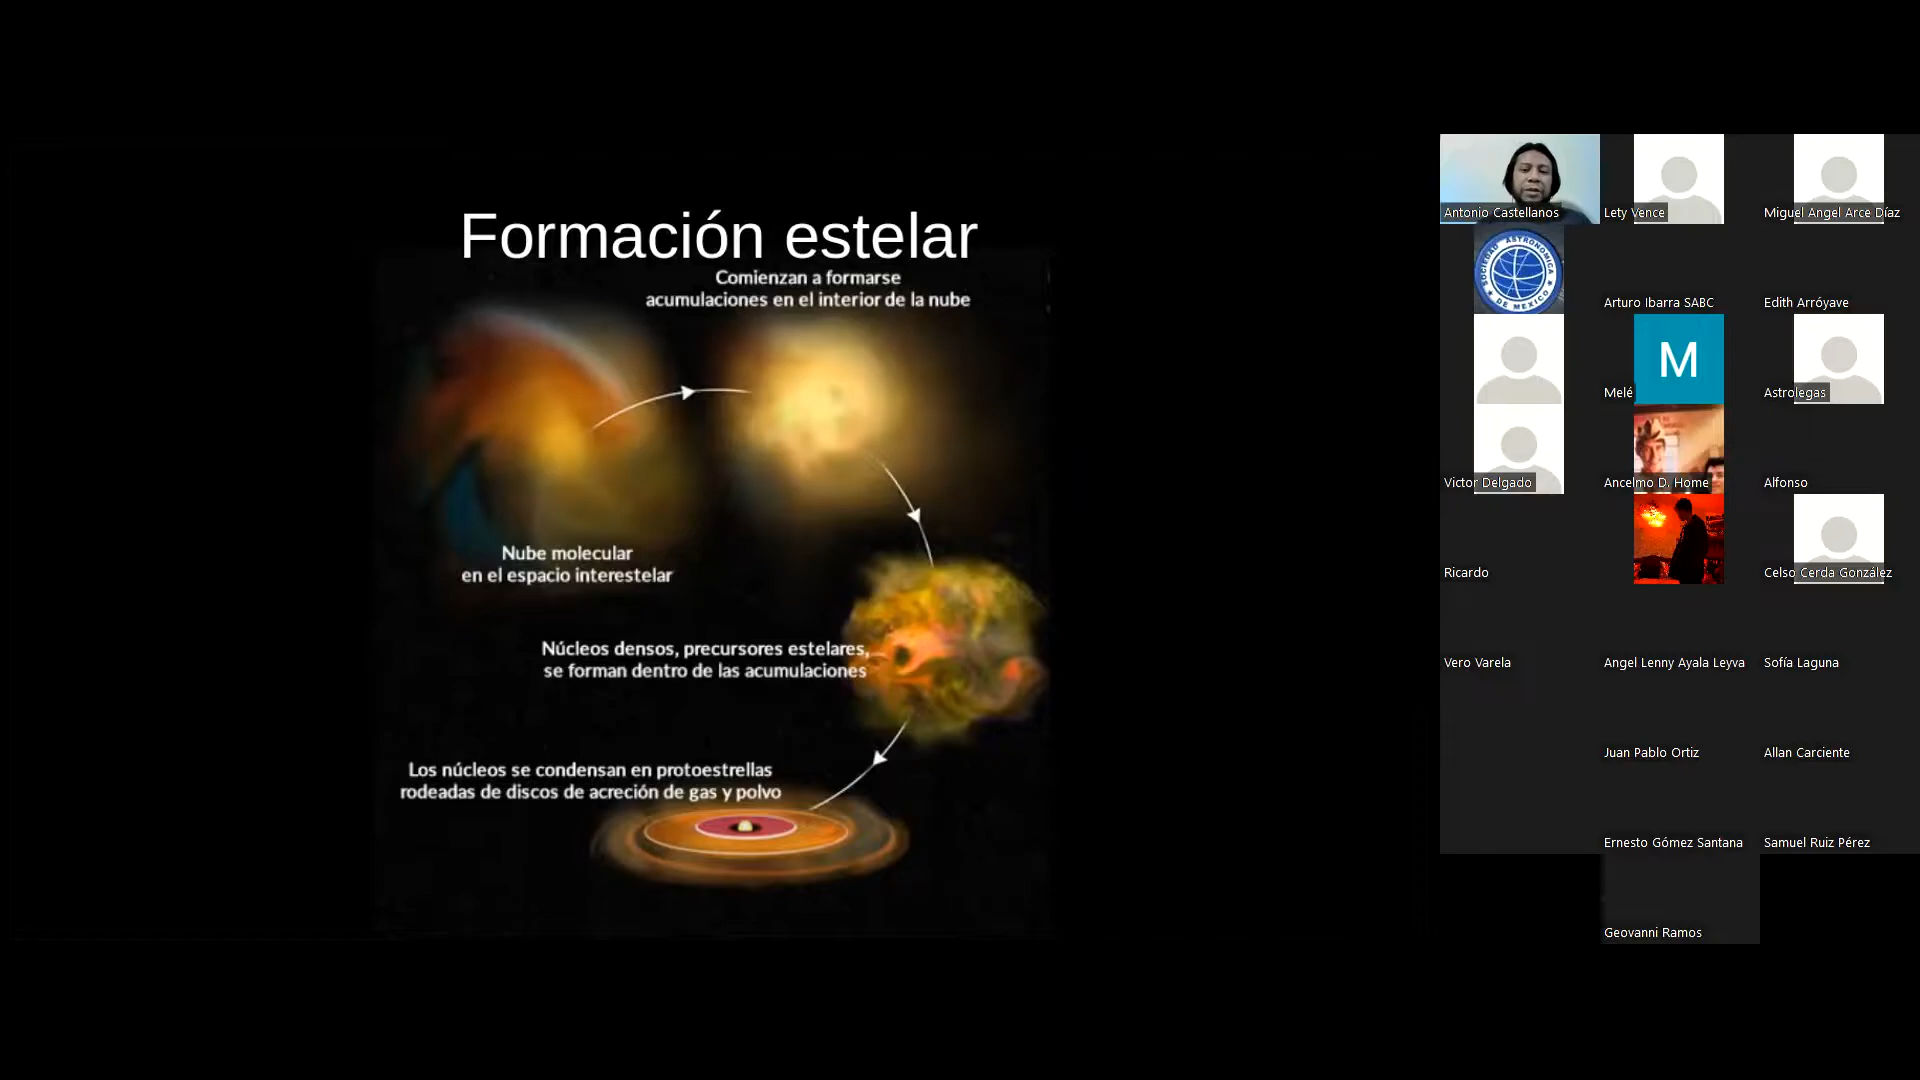 Formación estelar
Comienzan a formarse
acumulaciones en el interior de la nube
Nube molecular
en el espacio interestelar
Núcleos densos, precursores estelares,
se forman dentro de las acumulaciones
Los núcleos se condensan en protoestrellas
rodeadas de discos de acreción de gas y polvo
Antonio Castellanos
Lety Vence
Miguel Angel Arce Díaz
SOCIEDAD ASTRONOMICA
DE MEXICO
Arturo Ibarra SABC
Edith Arróyave
Melé
M
Astrolegas
Victor Delgado
Ancelmo D. Home
Alfonso
Ricardo
Celso Cerda González
Vero Varela
Angel Lenny Ayala Leyva
Sofía Laguna
Juan Pablo Ortiz
Allan Carciente
Ernesto Gómez Santana
Samuel Ruiz Pérez
Geovanni Ramos